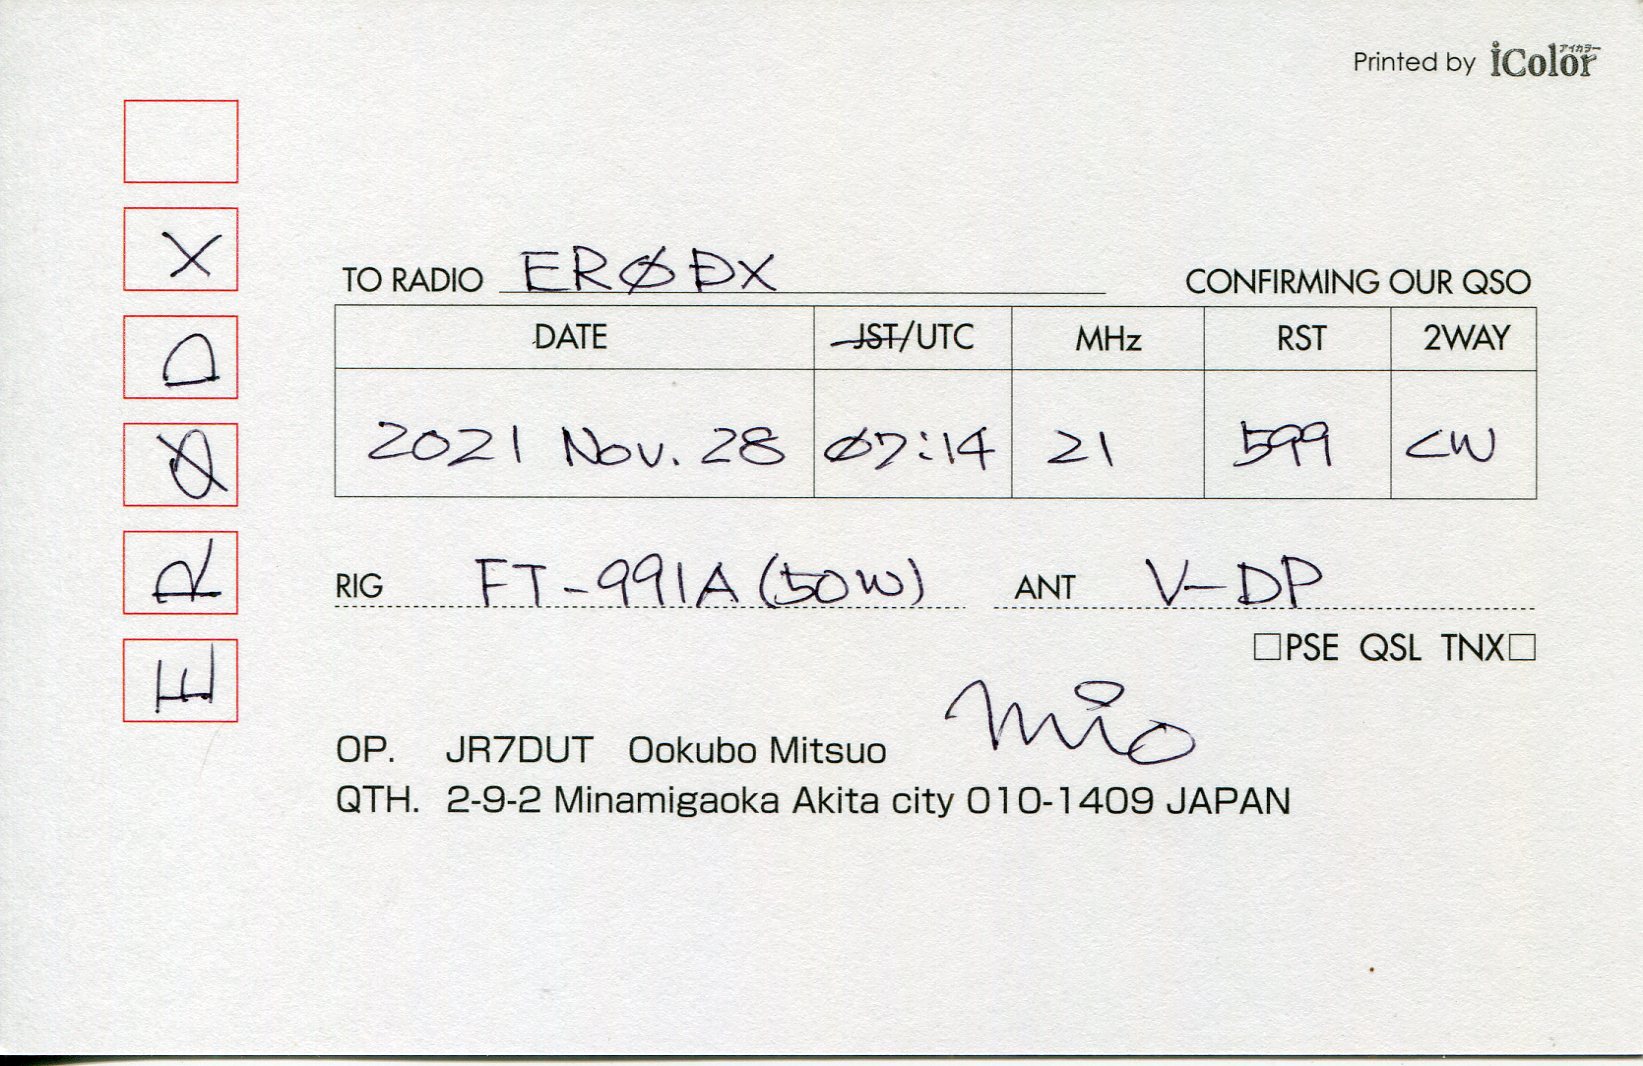 Printed by iColor アイカラー
TO RADIO ERØDX CONFIRMING OUR QSO
DATE JST/UTC MHz RST 2WAY
2021 Nov. 28 Ø7:14 21 599 CW
RIG FT-991A (50W) ANT V-DP
PSE QSL TNX
mio
OP. JR7DUT Ookubo Mitsuo
QTH. 2-9-2 Minamigaoka Akita city 010-1409 JAPAN
E R Ø D X